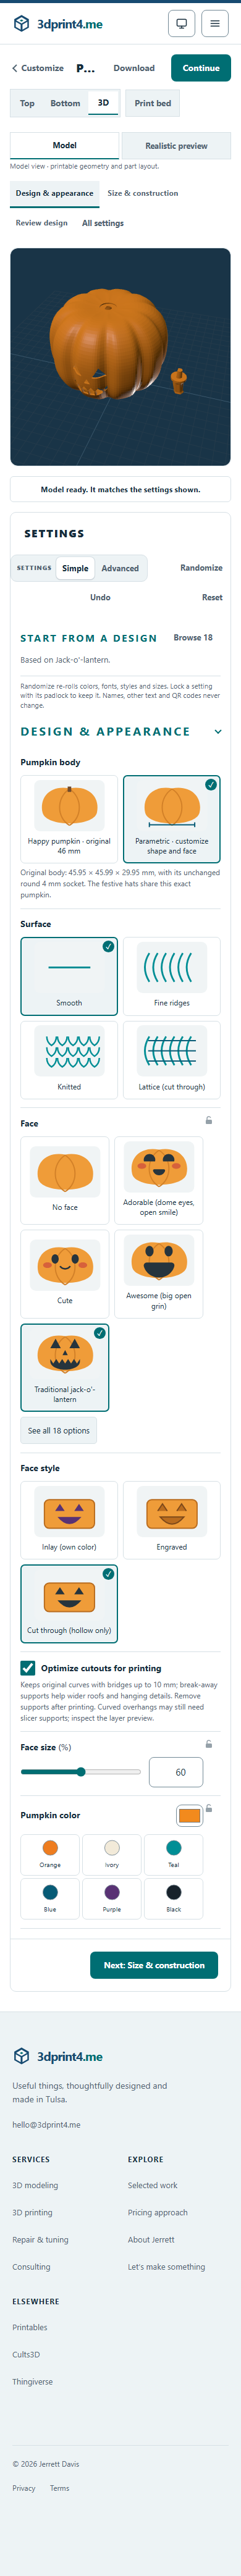 3dprint4.me
Customize
P...
Download
Continue
Top
Bottom
3D
Print bed
Model
Realistic preview
Model view · printable geometry and part layout.
Design & appearance
Size & construction
Review design
All settings
Model ready. It matches the settings shown.
SETTINGS
SETTINGS
Simple
Advanced
Randomize
Undo
Reset
START FROM A DESIGN
Browse 18
Based on Jack-o'-lantern.
Randomize re-rolls colors, fonts, styles and sizes. Lock a setting
with its padlock to keep it. Names, other text and QR codes never
change.
DESIGN & APPEARANCE
Pumpkin body
Happy pumpkin · original
46 mm
Parametric · customize
shape and face
Original body: 45.95 × 45.99 × 29.95 mm, with its unchanged
round 4 mm socket. The festive hats share this exact
pumpkin.
Surface
Smooth
Fine ridges
Knitted
Lattice (cut through)
Face
No face
Adorable (dome eyes,
open smile)
Cute
Awesome (big open
grin)
Traditional jack-o'-
lantern
See all 18 options
Face style
Inlay (own color)
Engraved
Cut through (hollow only)
Optimize cutouts for printing
Keeps original curves with bridges up to 10 mm; break-away
supports help wider roofs and hanging details. Remove
supports after printing. Curved overhangs may still need
slicer supports; inspect the layer preview.
Face size (%)
60
Pumpkin color
Orange
Ivory
Teal
Blue
Purple
Black
Next: Size & construction
3dprint4.me
Useful things, thoughtfully designed and
made in Tulsa.
hello@3dprint4.me
SERVICES
EXPLORE
3D modeling
Selected work
3D printing
Pricing approach
Repair & tuning
About Jerrett
Consulting
Let's make something
ELSEWHERE
Printables
Cults3D
Thingiverse
© 2026 Jerrett Davis
Privacy
Terms